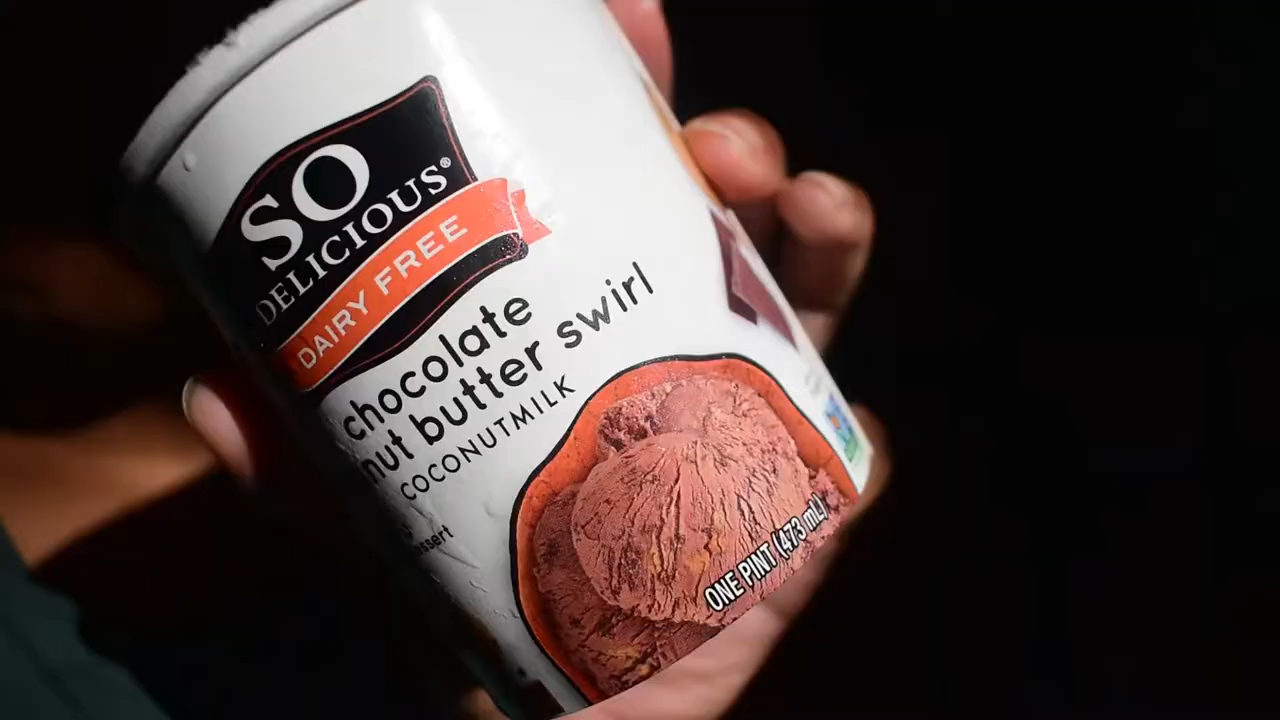 SO
DELICIOUS®
DAIRY FREE
chocolate
nut butter swirl
COCONUTMILK
ONE PINT (473 mL)